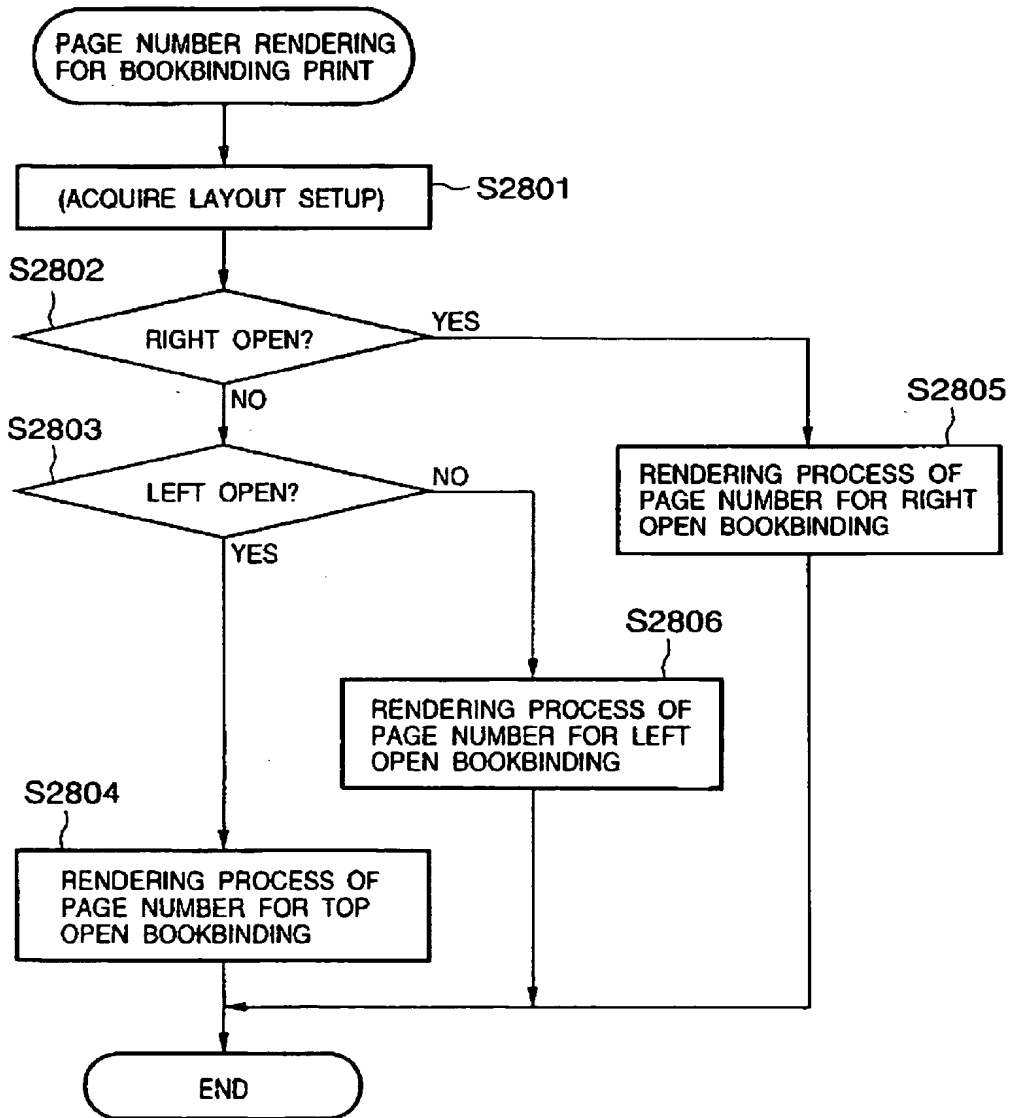 PAGE NUMBER RENDERING
FOR BOOKBINDING PRINT
(ACQUIRE LAYOUT SETUP)
S2801
S2802
RIGHT OPEN?
YES
NO
S2803
LEFT OPEN?
NO
YES
S2805
RENDERING PROCESS OF
PAGE NUMBER FOR RIGHT
OPEN BOOKBINDING
S2806
RENDERING PROCESS OF
PAGE NUMBER FOR LEFT
OPEN BOOKBINDING
S2804
RENDERING PROCESS OF
PAGE NUMBER FOR TOP
OPEN BOOKBINDING
END